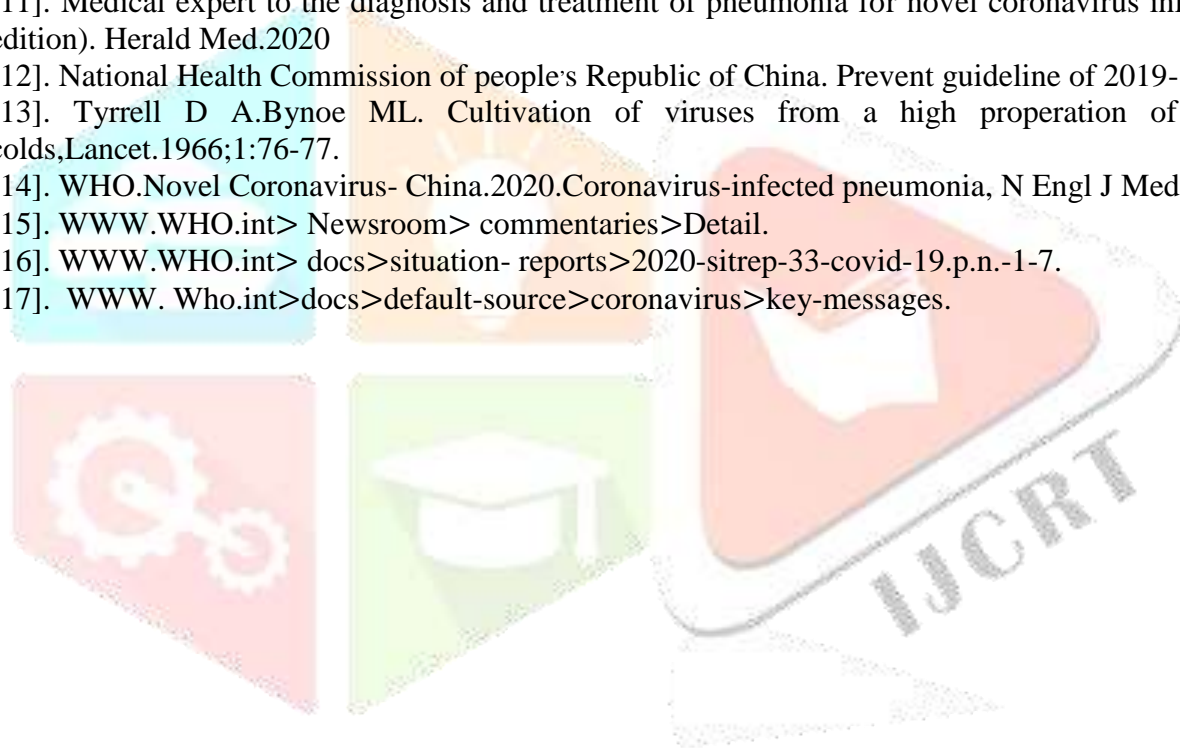 11]. Medical expert to the diagnosis and treatment of pneumonia for novel coronavirus
edition). Herald Med.2020
12]. National Health Commission of people's Republic of China. Prevent guideline of 2019-
13]. Tyrrell D A.Bynoe ML. Cultivation of viruses from a high properation of
colds,Lancet.1966;1:76-77.
14]. WHO.Novel Coronavirus- China.2020.Coronavirus-infected pneumonia, N Engl J Med
15]. WWW.WHO.int> Newsroom> commentaries>Detail.
16]. WWW.WHO.int> docs>situation- reports>2020-sitrep-33-covid-19.p.n.-1-7.
17]. WWW. Who.int>docs>default-source>coronavirus>key-messages.
IJCRT